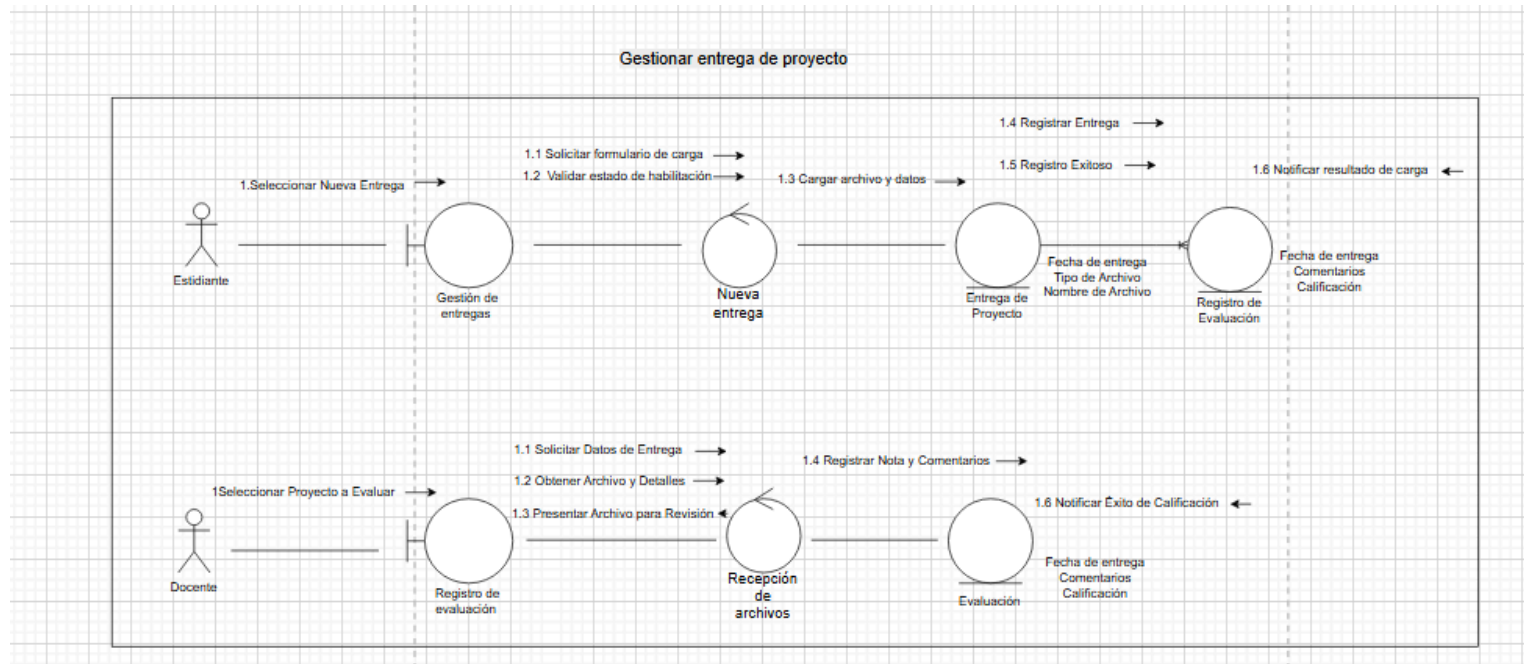 Gestionar entrega de proyecto
1.4 Registrar Entrega
1.1 Solicitar formulario de carga
1.5 Registro Exitoso
1.6 Notificar resultado de carga
1.2 Validar estado de habilitación
1.3 Cargar archivo y datos
1.Seleccionar Nueva Entrega
Estidiante
Gestión de
entregas
Nueva
entrega
Entrega de
Proyecto
Fecha de entrega
Tipo de Archivo
Nombre de Archivo
Registro de
Evaluación
Fecha de entrega
Comentarios
Calificación
1.1 Solicitar Datos de Entrega
1.4 Registrar Nota y Comentarios
1.2 Obtener Archivo y Detalles
1Seleccionar Proyecto a Evaluar
1.6 Notificar Éxito de Calificación
1.3 Presentar Archivo para Revisión
Docente
Registro de
evaluación
Recepción
de
archivos
Evaluación
Fecha de entrega
Comentarios
Calificación